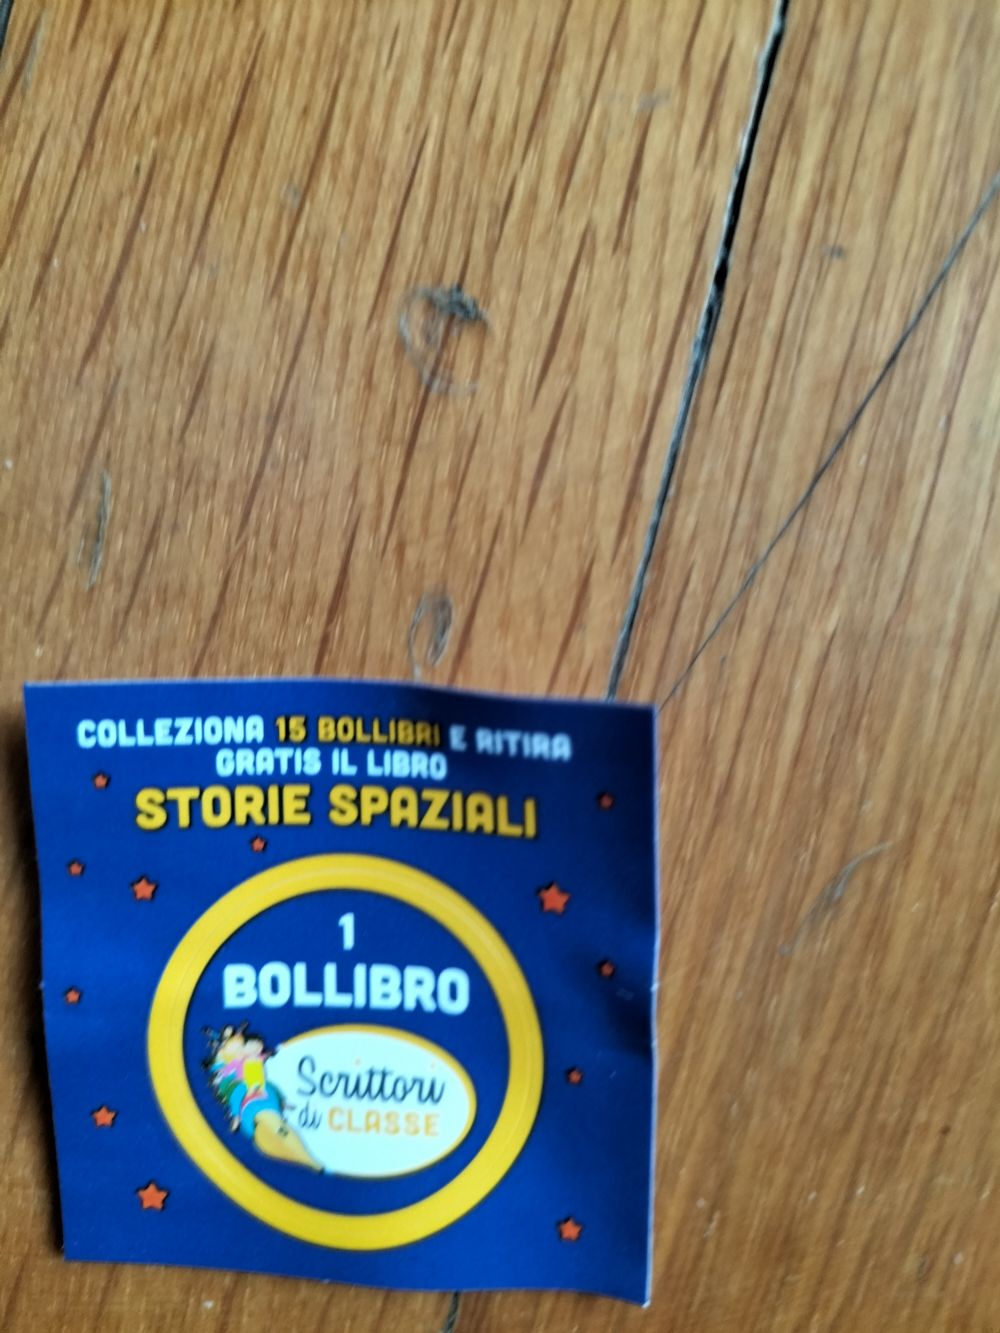 COLLEZIONA 15 BOLLIBRI E RITIRA
GRATIS IL LIBRO
STORIE SPAZIALI
1
BOLLIBRO
Scrittori
di CLASSE